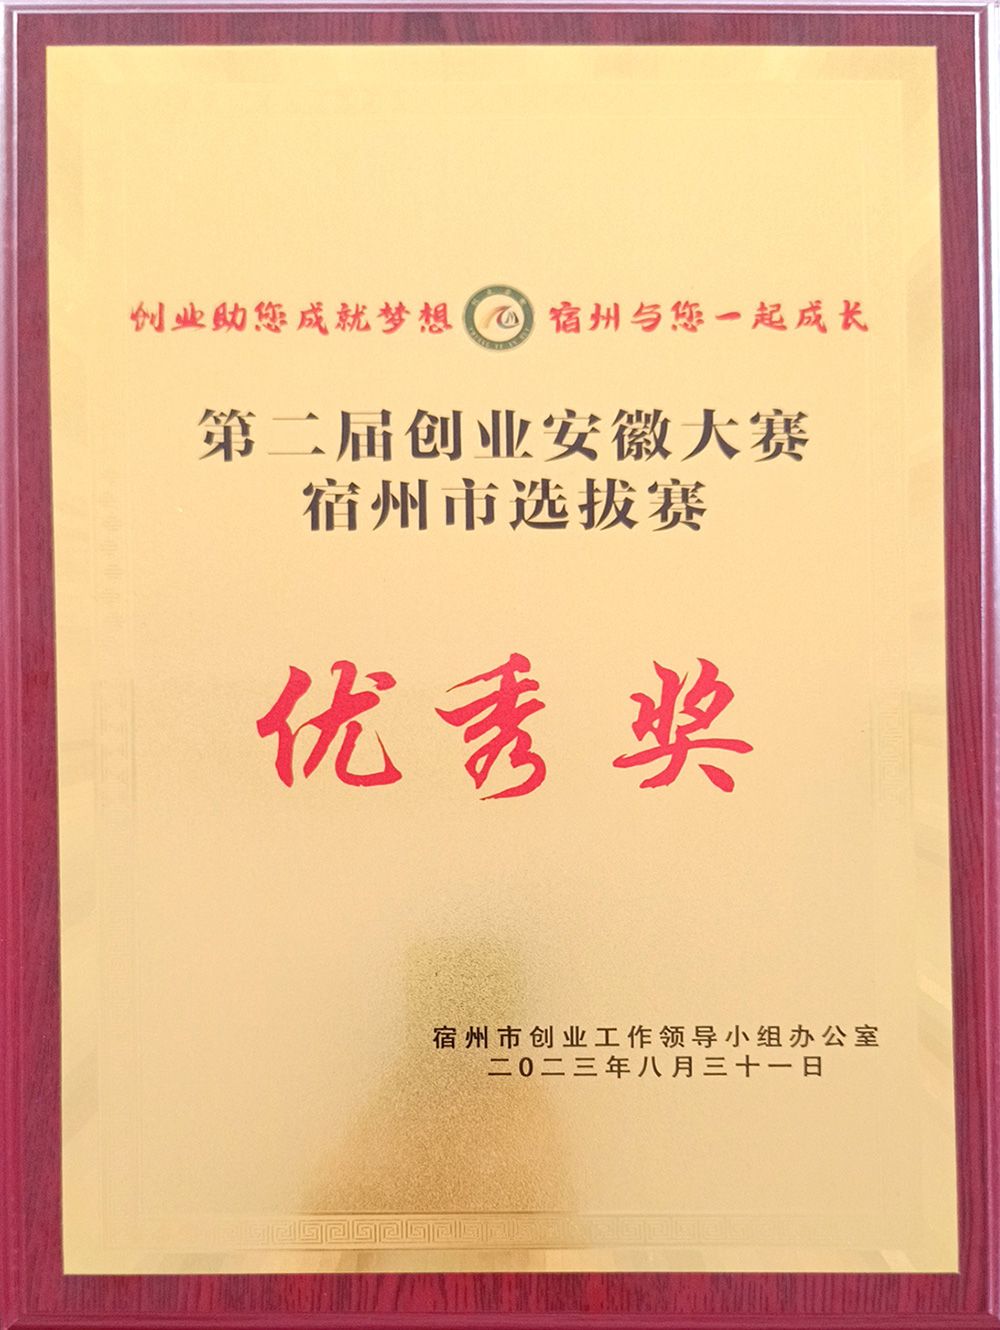 创业助您成就梦想 宿州与您一起成长
第二届创业安徽大赛
宿州市选拔赛
优秀奖
宿州市创业工作领导小组办公室
二0二三年八月三十一日